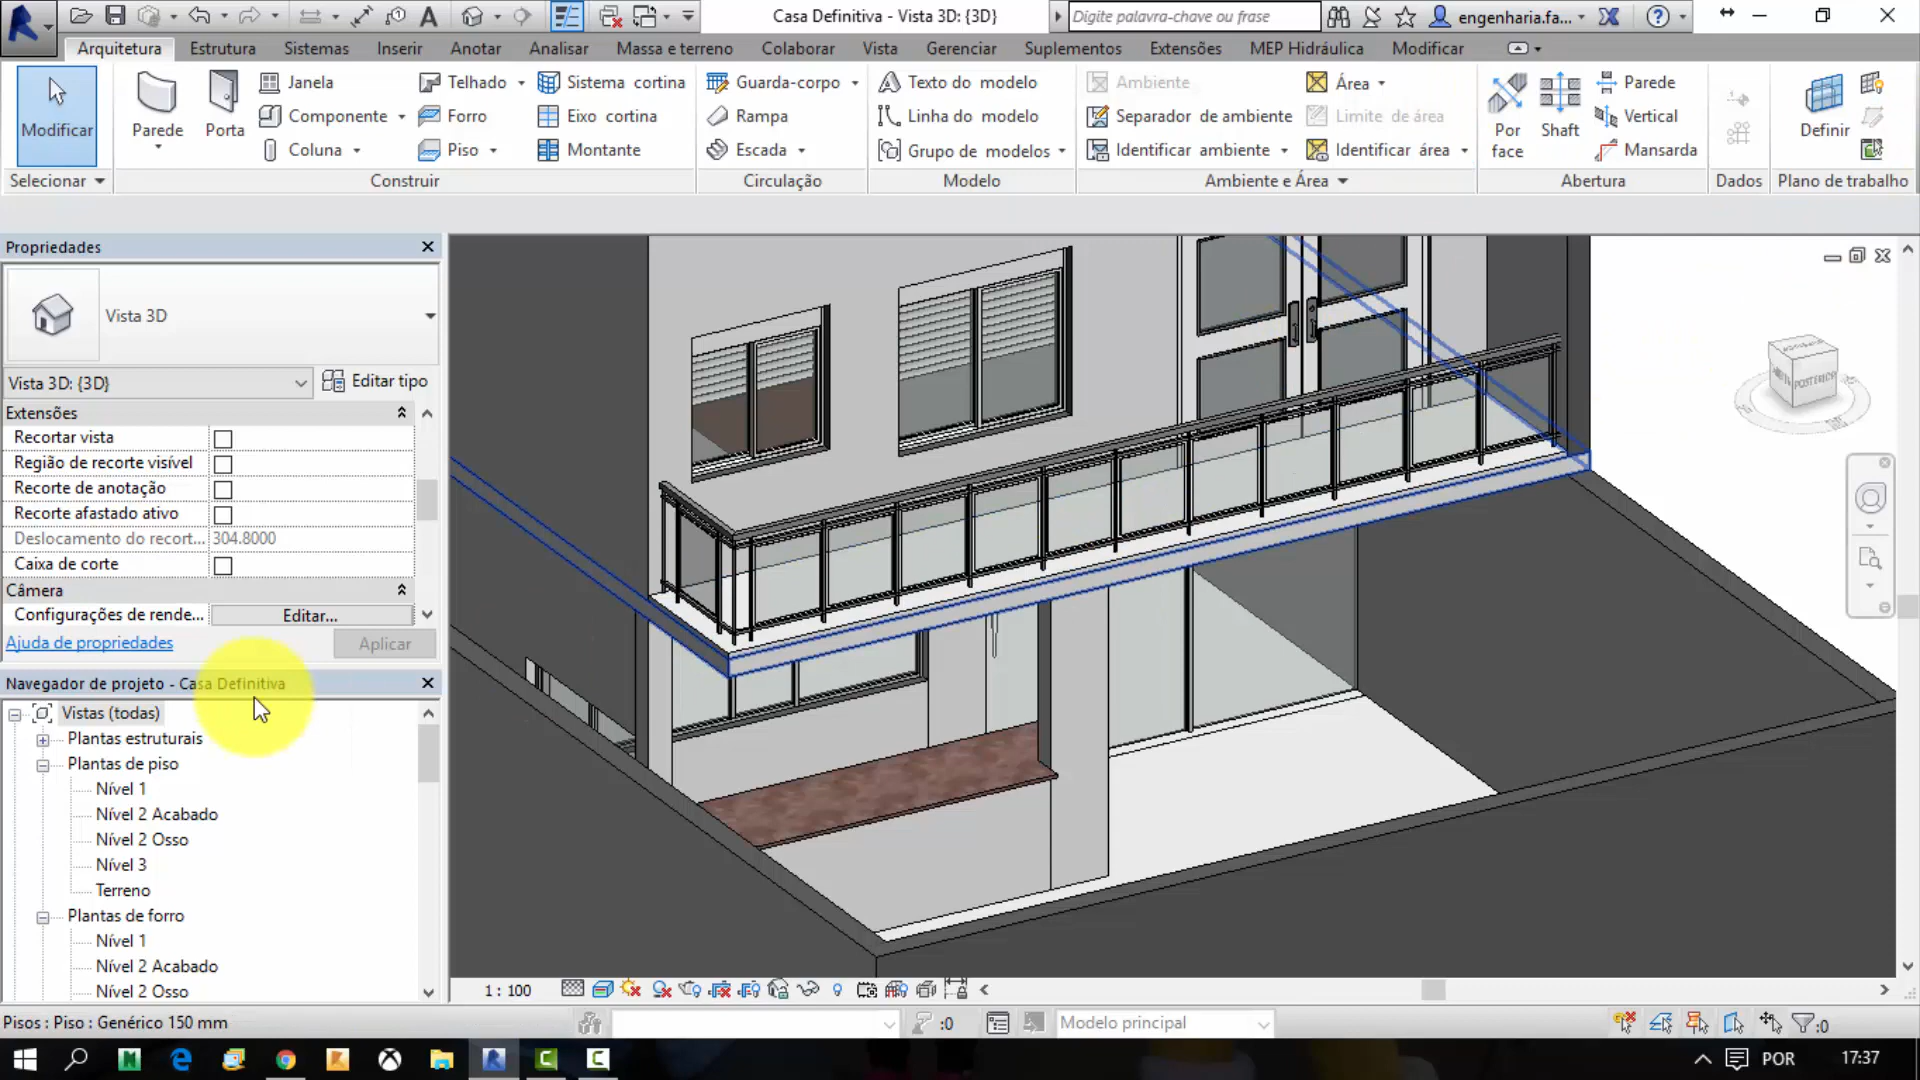 Casa Definitiva - Vista 3D: {3D}
Digite palavra-chave ou frase
engenharia.fa...
Arquitetura
Estrutura
Sistemas
Inserir
Anotar
Analisar
Massa e terreno
Colaborar
Vista
Gerenciar
Suplementos
Extensões
MEP Hidráulica
Modificar
Modificar
Parede
Porta
Janela
Componente
Coluna
Telhado
Forro
Piso
Sistema cortina
Eixo cortina
Montante
Guarda-corpo
Rampa
Escada
Texto do modelo
Linha do modelo
Grupo de modelos
Ambiente
Separador de ambiente
Identificar ambiente
Área
Limite de área
Identificar área
Por face
Shaft
Parede
Vertical
Mansarda
Definir
Selecionar
Construir
Circulação
Modelo
Ambiente e Área
Abertura
Dados
Plano de trabalho
Propriedades
Vista 3D
Vista 3D: {3D}
Editar tipo
Extensões
Recortar vista
Região de recorte visível
Recorte de anotação
Recorte afastado ativo
Deslocamento do recort... 304.8000
Caixa de corte
Câmera
Configurações de rende... Editar...
Ajuda de propriedades
Aplicar
Navegador de projeto - Casa Definitiva
Vistas (todas)
Plantas estruturais
Plantas de piso
Nível 1
Nível 2 Acabado
Nível 2 Osso
Nível 3
Terreno
Plantas de forro
Nível 1
Nível 2 Acabado
Nível 2 Osso
POSTERIOR
1 : 100
Pisos : Piso : Genérico 150 mm
:0
Modelo principal
:0
POR
17:37